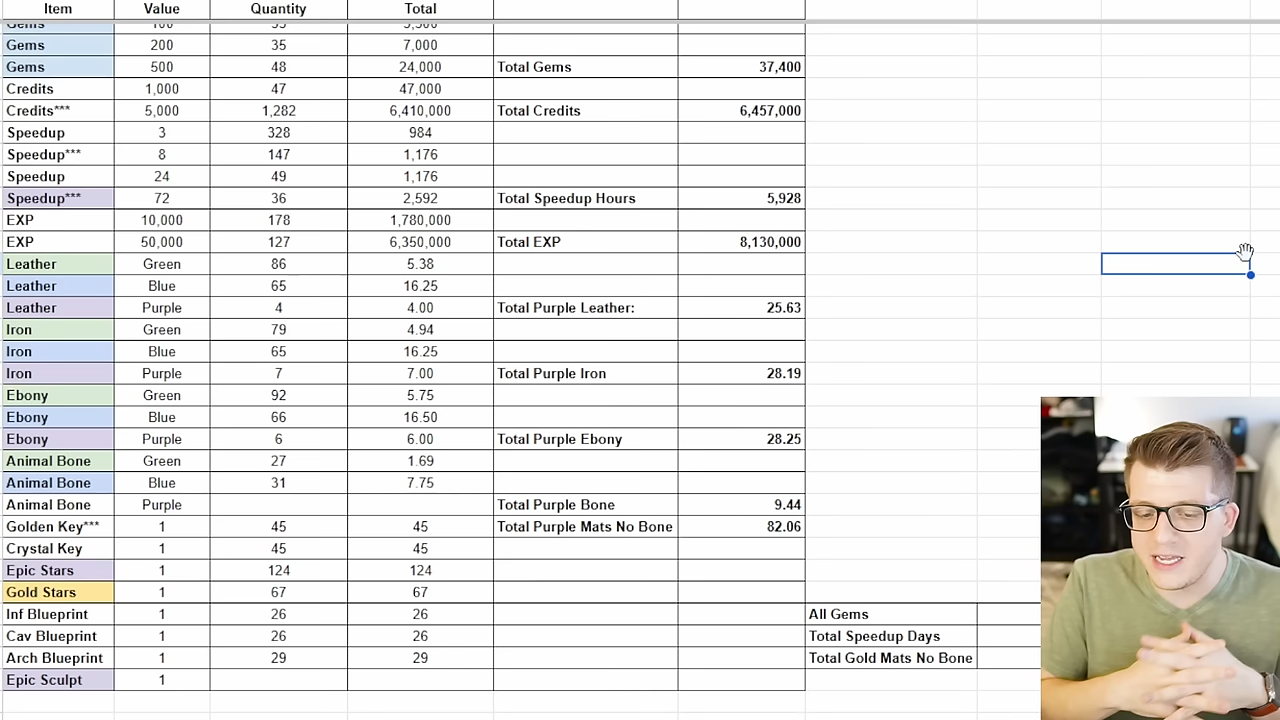 Item Value Quantity Total
Gems 100 35 3,500
Gems 200 35 7,000
Gems 500 48 24,000 Total Gems 37,400
Credits 1,000 47 47,000
Credits*** 5,000 1,282 6,410,000 Total Credits 6,457,000
Speedup 3 328 984
Speedup*** 8 147 1,176
Speedup 24 49 1,176
Speedup*** 72 36 2,592 Total Speedup Hours 5,928
EXP 10,000 178 1,780,000
EXP 50,000 127 6,350,000 Total EXP 8,130,000
Leather Green 86 5.38
Leather Blue 65 16.25
Leather Purple 4 4.00 Total Purple Leather: 25.63
Iron Green 79 4.94
Iron Blue 65 16.25
Iron Purple 7 7.00 Total Purple Iron 28.19
Ebony Green 92 5.75
Ebony Blue 66 16.50
Ebony Purple 6 6.00 Total Purple Ebony 28.25
Animal Bone Green 27 1.69
Animal Bone Blue 31 7.75
Animal Bone Purple Total Purple Bone 9.44
Golden Key*** 1 45 45 Total Purple Mats No Bone 82.06
Crystal Key 1 45 45
Epic Stars 1 124 124
Gold Stars 1 67 67
Inf Blueprint 1 26 26 All Gems
Cav Blueprint 1 26 26 Total Speedup Days
Arch Blueprint 1 29 29 Total Gold Mats No Bone
Epic Sculpt 1